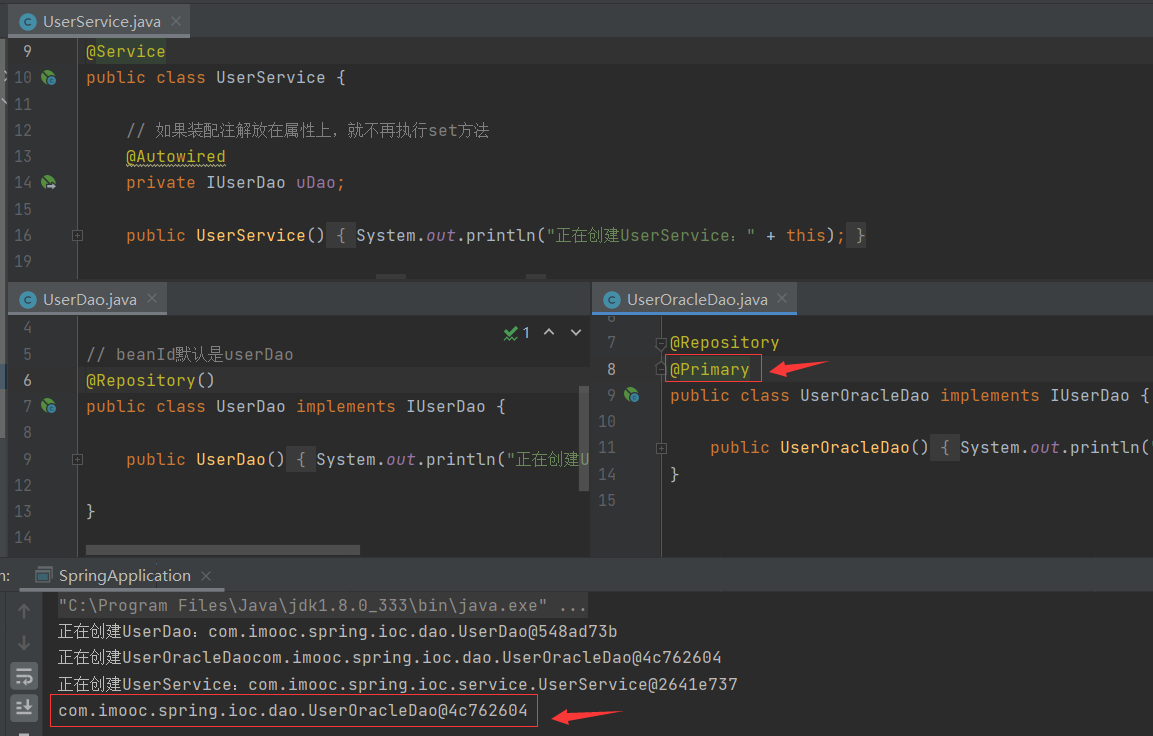 UserService.java
9 @Service
10 public class UserService {
11
12 // 如果装配注解放在属性上，就不再执行set方法
13 @Autowired
14 private IUserDao uDao;
15
16 public UserService() { System.out.println("正在创建UserService：" + this); }
19
UserDao.java
4
5 // beanId默认是userDao
6 @Repository()
7 public class UserDao implements IUserDao {
8
9 public UserDao() { System.out.println("正在创建U
12
13 }
14
1
UserOracleDao.java
6
7 @Repository
8 @Primary
9 public class UserOracleDao implements IUserDao {
10
11 public UserOracleDao() { System.out.println("
14 }
15
n: SpringApplication
"C:\Program Files\Java\jdk1.8.0_333\bin\java.exe" ...
正在创建UserDao：com.imooc.spring.ioc.dao.UserDao@548ad73b
正在创建UserOracleDaocom.imooc.spring.ioc.dao.UserOracleDao@4c762604
正在创建UserService：com.imooc.spring.ioc.service.UserService@2641e737
com.imooc.spring.ioc.dao.UserOracleDao@4c762604